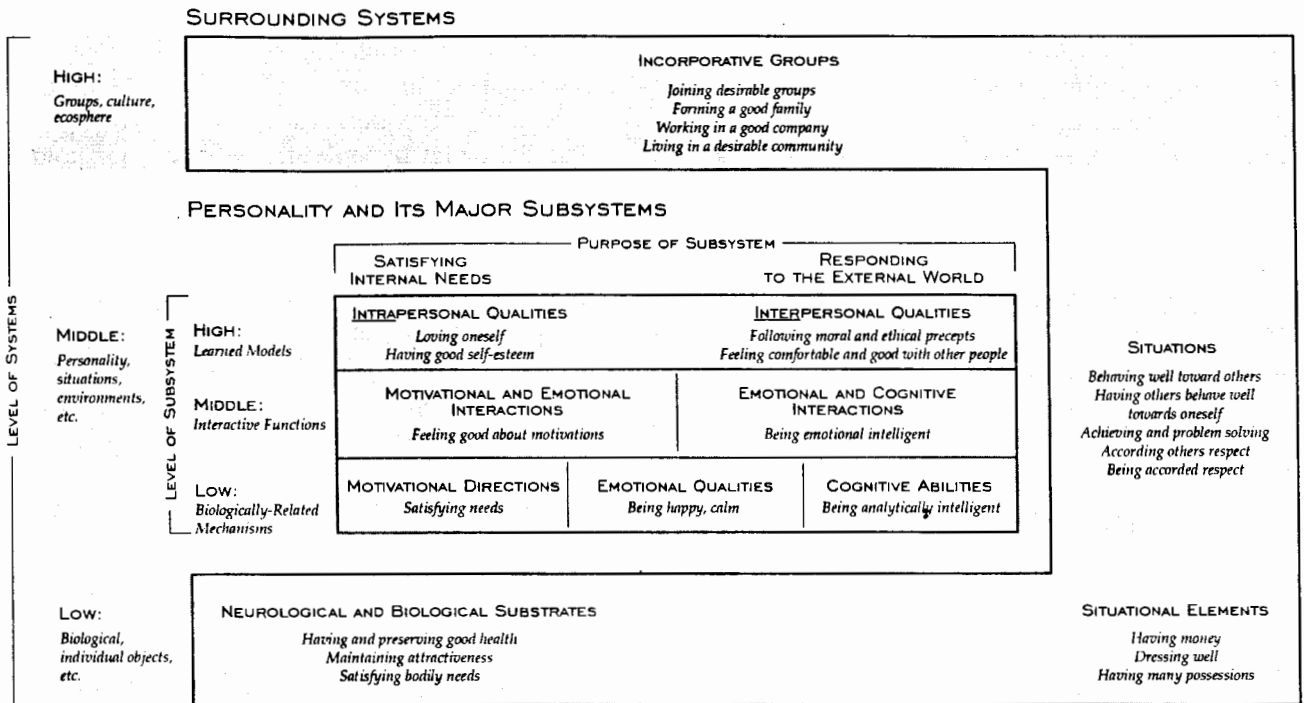 SURROUNDING SYSTEMS
HIGH:
Groups, culture,
ecosphere
INCORPORATIVE GROUPS
Joining desirable groups
Forming a good family
Working in a good company
Living in a desirable community
PERSONALITY AND ITS MAJOR SUBSYSTEMS
PURPOSE OF SUBSYSTEM
SATISFYING
INTERNAL NEEDS
RESPONDING
TO THE EXTERNAL WORLD
LEVEL OF SYSTEMS
MIDDLE:
Personality,
situations,
environments,
etc.
LEVEL OF SUBSYSTEM
HIGH:
Learned Models
INTRAPERSONAL QUALITIES
Loving oneself
Having good self-esteem
INTERPERSONAL QUALITIES
Following moral and ethical precepts
Feeling comfortable and good with other people
MIDDLE:
Interactive Functions
MOTIVATIONAL AND EMOTIONAL
INTERACTIONS
Feeling good about motivations
EMOTIONAL AND COGNITIVE
INTERACTIONS
Being emotional intelligent
LOW:
Biologically-Related
Mechanisms
MOTIVATIONAL DIRECTIONS
Satisfying needs
EMOTIONAL QUALITIES
Being happy, calm
COGNITIVE ABILITIES
Being analytically intelligent
SITUATIONS
Behaving well toward others
Having others behave well
towards oneself
Achieving and problem solving
According others respect
Being accorded respect
LOW:
Biological,
individual objects,
etc.
NEUROLOGICAL AND BIOLOGICAL SUBSTRATES
Having and preserving good health
Maintaining attractiveness
Satisfying bodily needs
SITUATIONAL ELEMENTS
Having money
Dressing well
Having many possessions